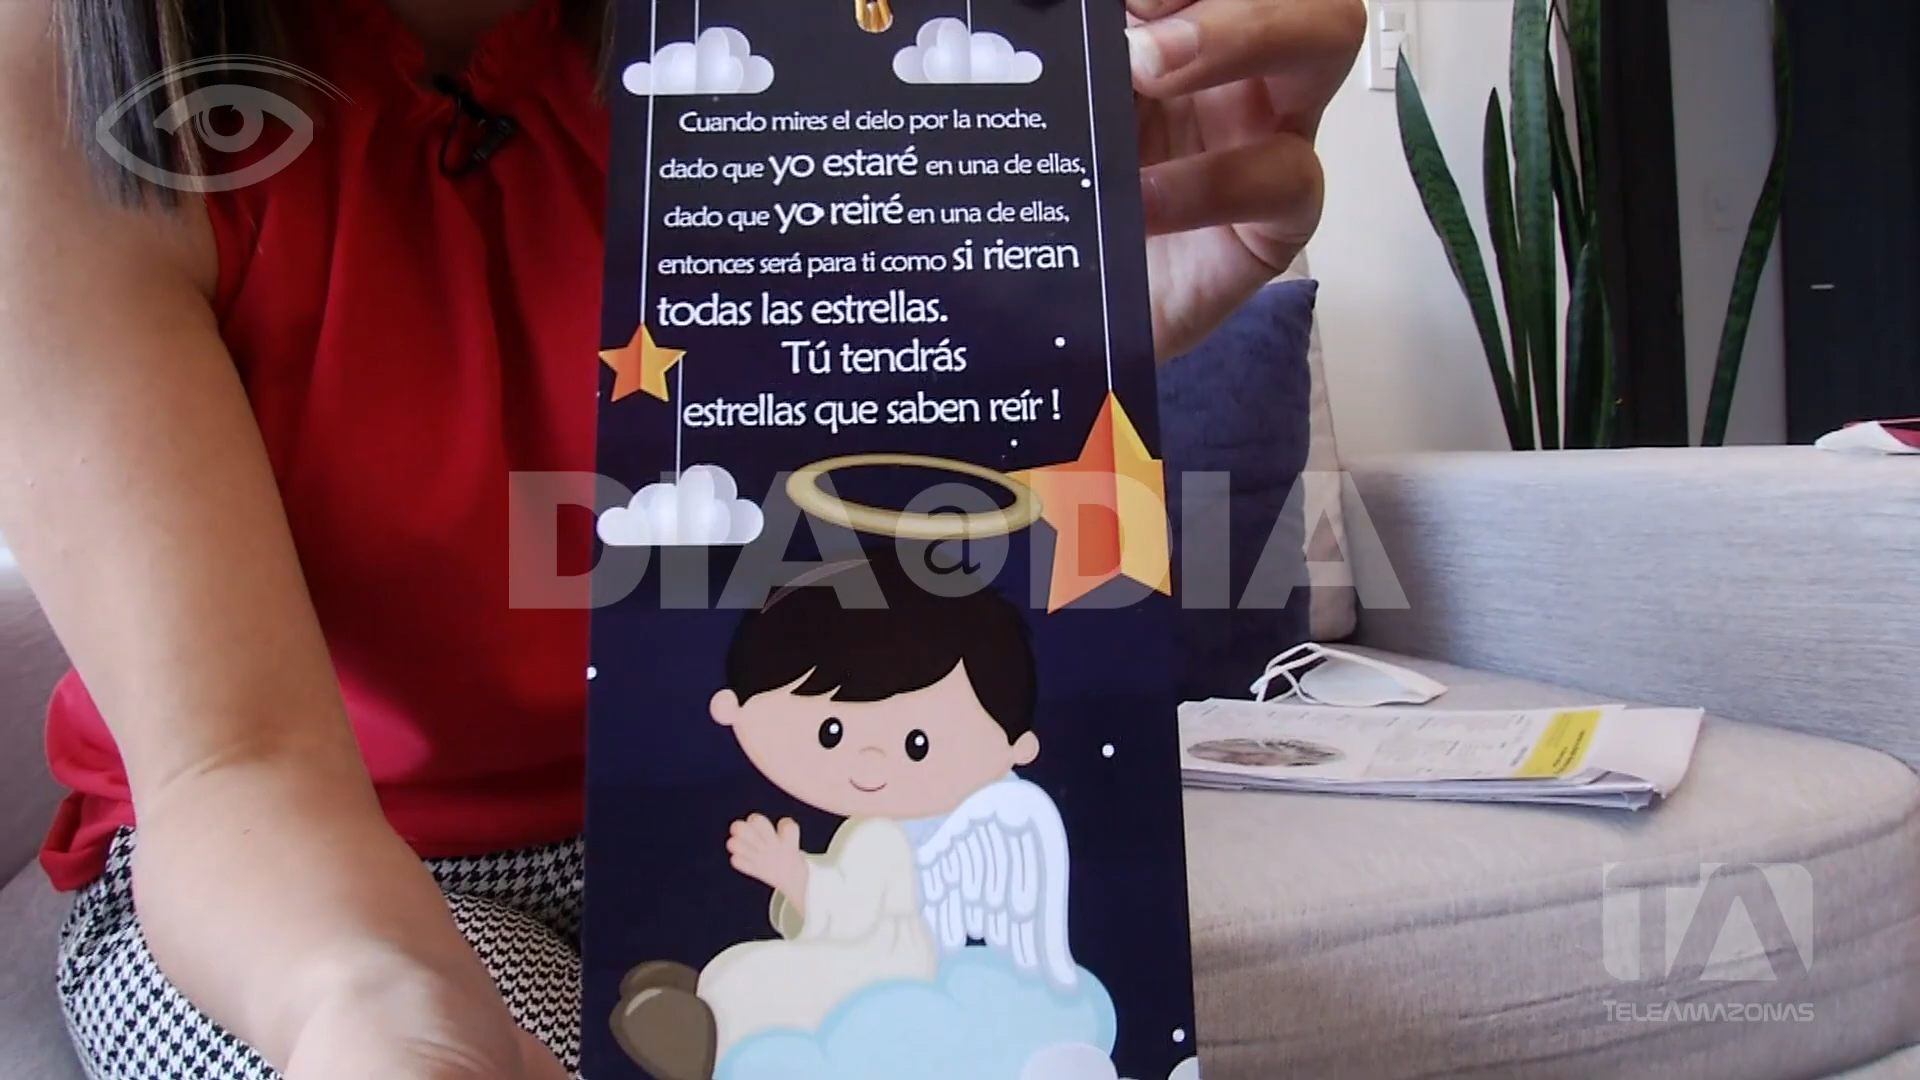 Cuando mires el cielo por la noche,
dado que yo estaré en una de ellas,
dado que yo reiré en una de ellas,
entonces será para ti como si rieran
todas las estrellas.
Tú tendrás
estrellas que saben reír !
DIA@DIA
TA
TELEAMAZONAS